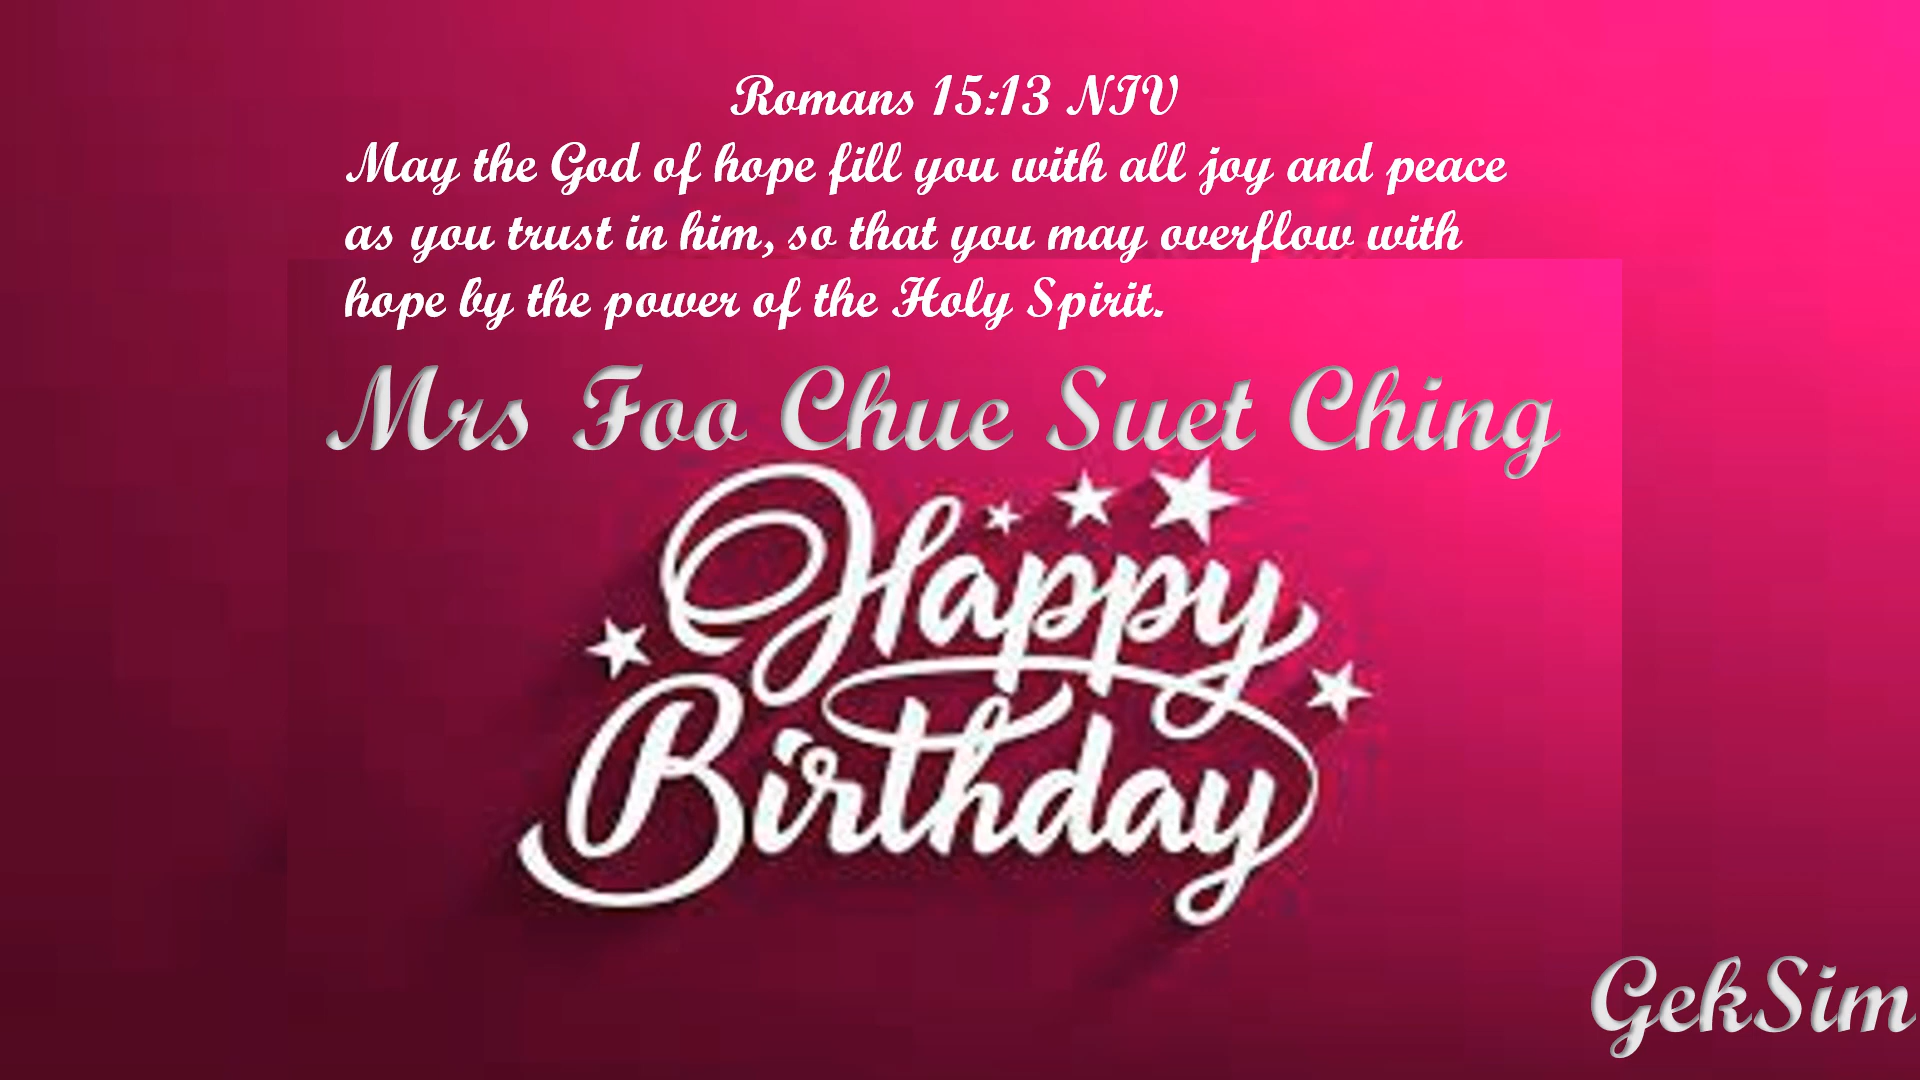 Romans 15:13 NIV
May the God of hope fill you with all joy and peace
as you trust in him, so that you may overflow with
hope by the power of the Holy Spirit.
Mrs Foo Chue Suet Ching
Happy
Birthday
GekSim